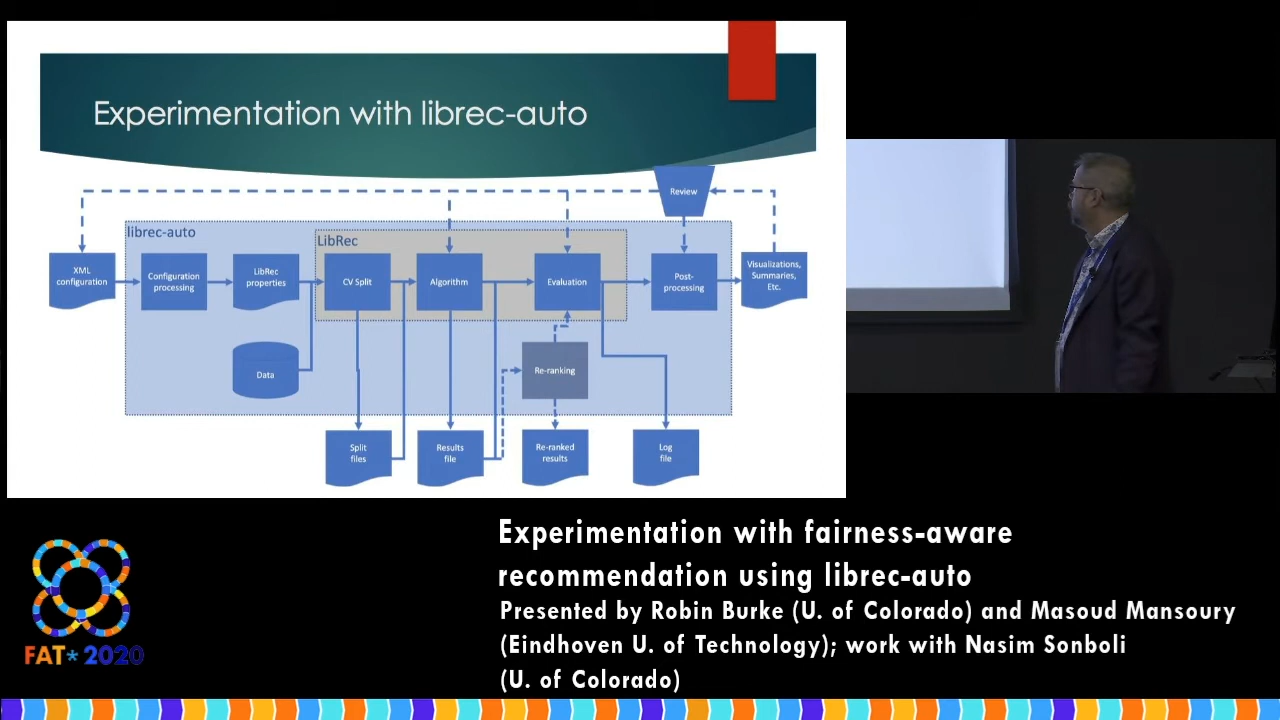 Experimentation with librec-auto
Review
librec-auto
LibRec
XML
configuration
Configuration
processing
LibRec
properties
CV Split
Algorithm
Evaluation
Post-
processing
Visualizations,
Summaries,
Etc.
Data
Re-ranking
Split
files
Results
file
Re-ranked
results
Log
file
Experimentation with fairness-aware
recommendation using librec-auto
Presented by Robin Burke (U. of Colorado) and Masoud Mansoury
(Eindhoven U. of Technology); work with Nasim Sonboli
(U. of Colorado)
FAT* 2020